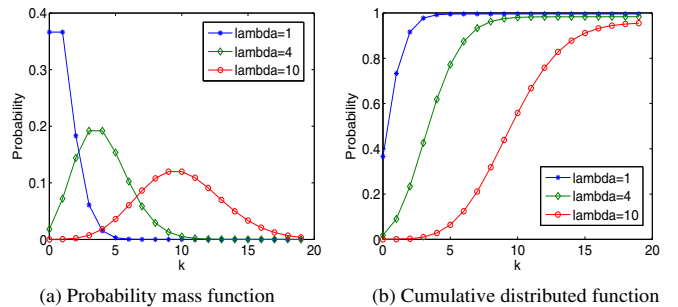 0.4
0.3
0.2
0.1
0
0 5 10 15 20
Probability
k
lambda=1
lambda=4
lambda=10
(a) Probability mass function
1
0.8
0.6
0.4
0.2
0
0 5 10 15 20
Probability
k
lambda=1
lambda=4
lambda=10
(b) Cumulative distributed function